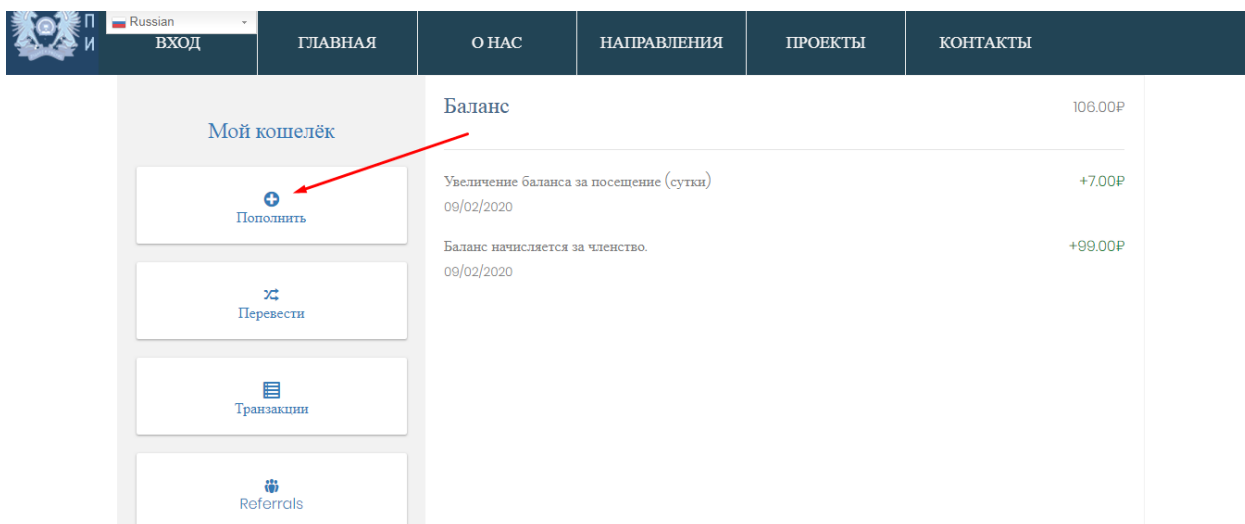 П
И
Russian
ВХОД
ГЛАВНАЯ
О НАС
НАПРАВЛЕНИЯ
ПРОЕКТЫ
КОНТАКТЫ
Мой кошелёк
Пополнить
Перевести
Транзакции
Referrals
Баланс 106.00₽
Увеличение баланса за посещение (сутки) +7.00₽
09/02/2020
Баланс начисляется за членство. +99.00₽
09/02/2020